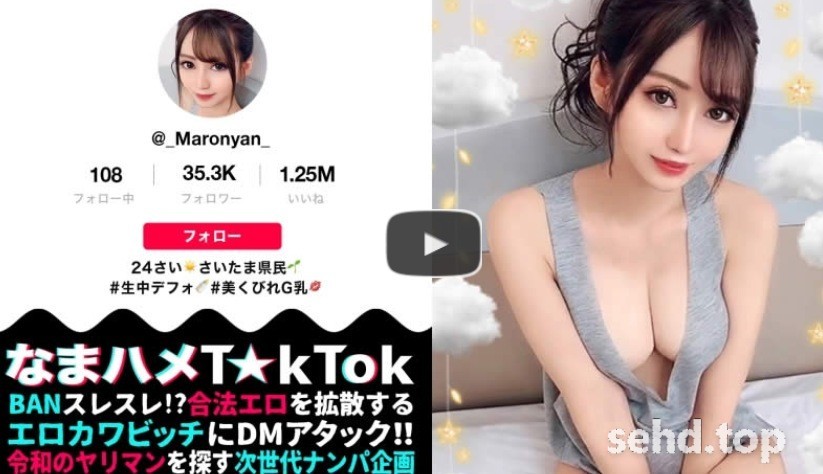 @_Maronyan_
108
35.3K
1.25M
フォロー中
フォロワー
いいね
フォロー
24さい☀️さいたま県民🌱
#生中デフォ🍼#美くびれG乳💋
なまハメT★kTok
BANスレスレ!?合法エロを拡散する
エロカワビッチにDMアタック!!
令和のヤリマンを探す次世代ナンパ企画
sehd.top